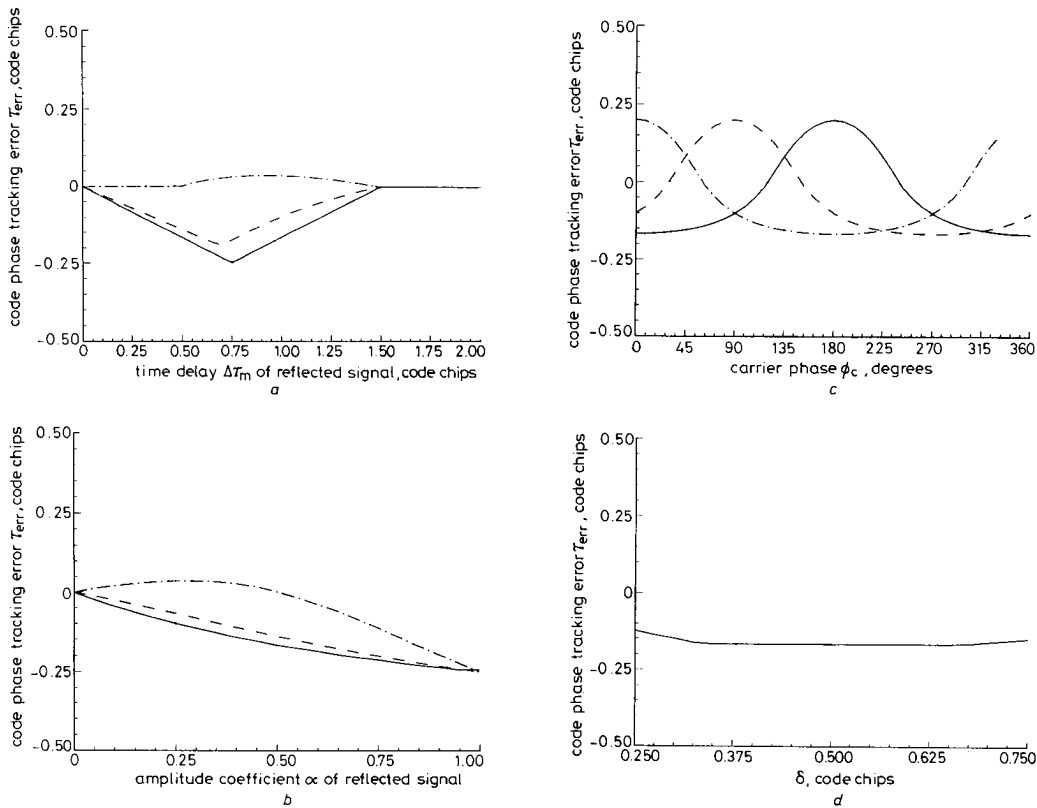 0.50
0.25
0
-0.25
-0.50
code phase tracking error τerr, code chips
0 0.25 0.50 0.75 1.00 1.25 1.50 1.75 2.00
time delay Δτm of reflected signal, code chips
a
0.50
0.25
0
-0.25
-0.50
code phase tracking error τerr, code chips
0 45 90 135 180 225 270 315 360
carrier phase ϕc, degrees
c
0.50
0.25
0
-0.25
-0.50
code phase tracking error τerr, code chips
0 0.25 0.50 0.75 1.00
amplitude coefficient α of reflected signal
b
0.50
0.25
0
-0.25
-0.50
code phase tracking error τerr, code chips
0.250 0.375 0.500 0.625 0.750
δ, code chips
d